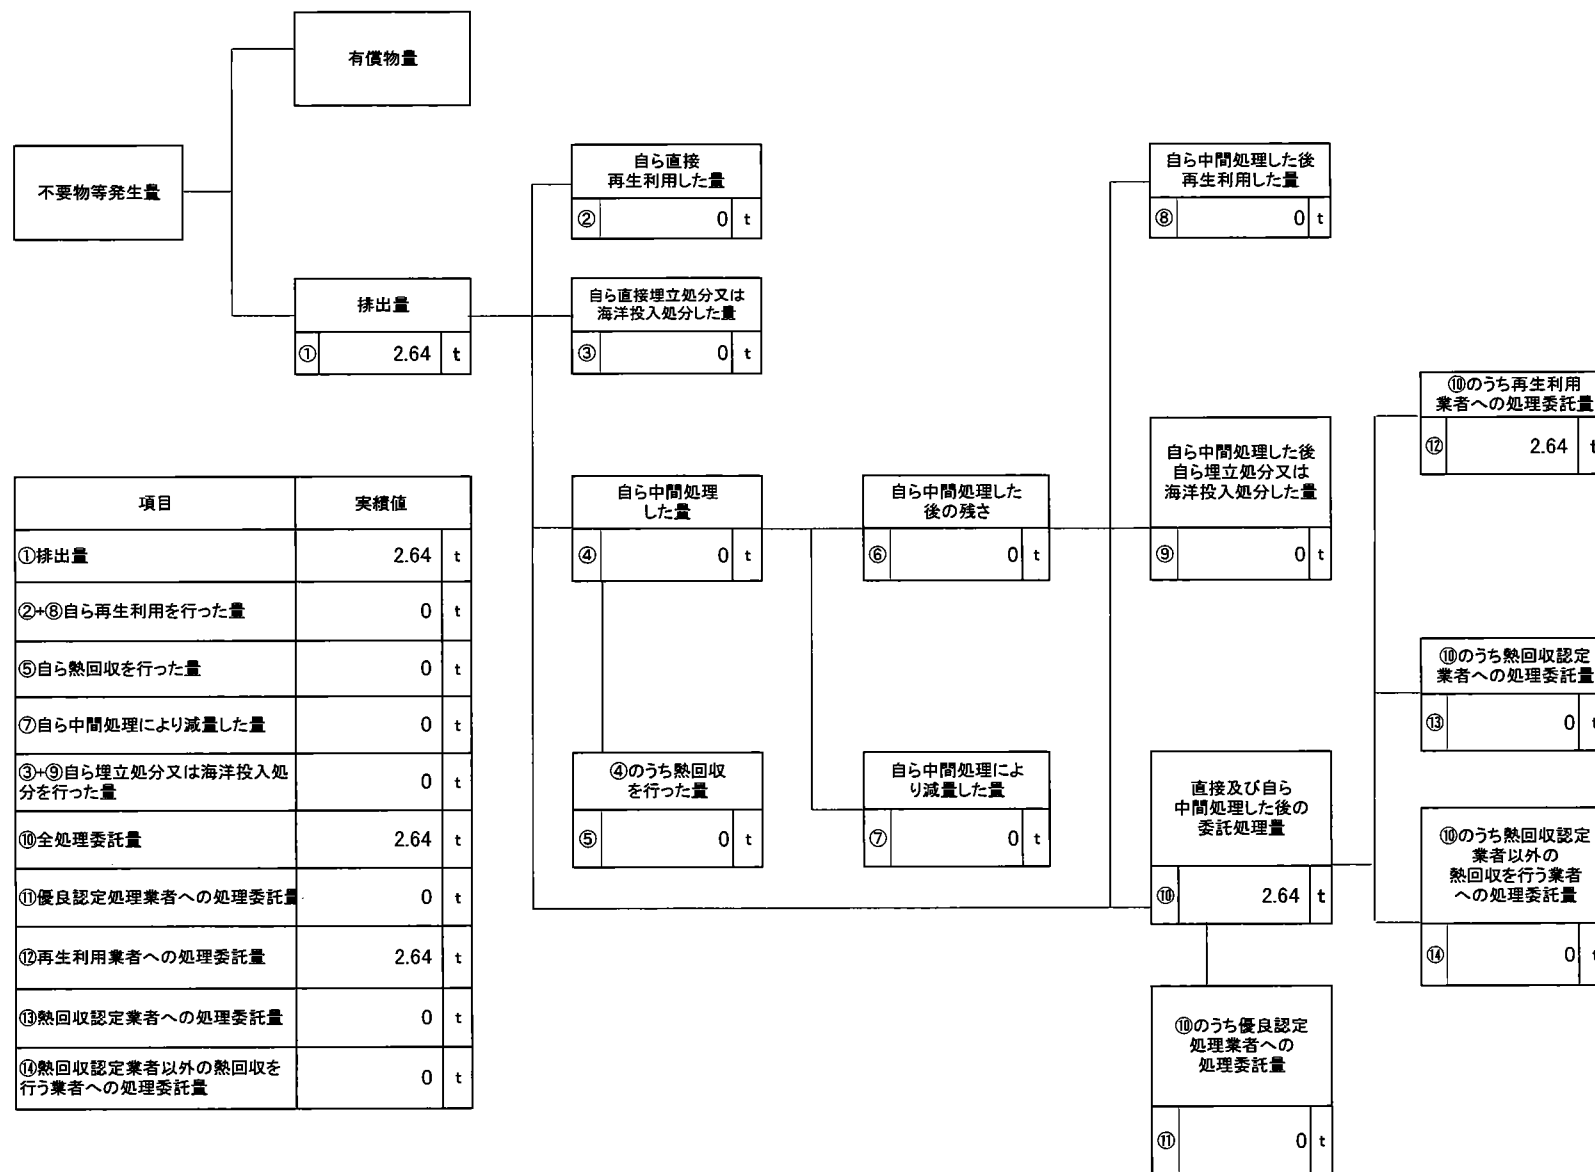 有償物量
不要物等発生量
排出量
① 2.64 t
自ら直接
再生利用した量
② 0 t
自ら直接埋立処分又は
海洋投入処分した量
③ 0 t
自ら中間処理
した量
④ 0 t
④のうち熱回収
を行った量
⑤ 0 t
自ら中間処理した
後の残さ
⑥ 0 t
自ら中間処理によ
り減量した量
⑦ 0 t
自ら中間処理した後
再生利用した量
⑧ 0 t
自ら中間処理した後
自ら埋立処分又は
海洋投入処分した量
⑨ 0 t
直接及び自ら
中間処理した後の
委託処理量
⑩ 2.64 t
⑩のうち優良認定
処理業者への
処理委託量
⑪ 0 t
⑩のうち再生利用
業者への処理委託量
⑫ 2.64 t
⑩のうち熱回収認定
業者への処理委託量
⑬ 0 t
⑩のうち熱回収認定
業者以外の
熱回収を行う業者
への処理委託量
⑭ 0 t
項目 実績値
①排出量 2.64 t
②+⑧自ら再生利用を行った量 0 t
⑤自ら熱回収を行った量 0 t
⑦自ら中間処理により減量した量 0 t
③+⑨自ら埋立処分又は海洋投入処
分を行った量 0 t
⑩全処理委託量 2.64 t
⑪優良認定処理業者への処理委託量 0 t
⑫再生利用業者への処理委託量 2.64 t
⑬熱回収認定業者への処理委託量 0 t
⑭熱回収認定業者以外の熱回収を
行う業者への処理委託量 0 t